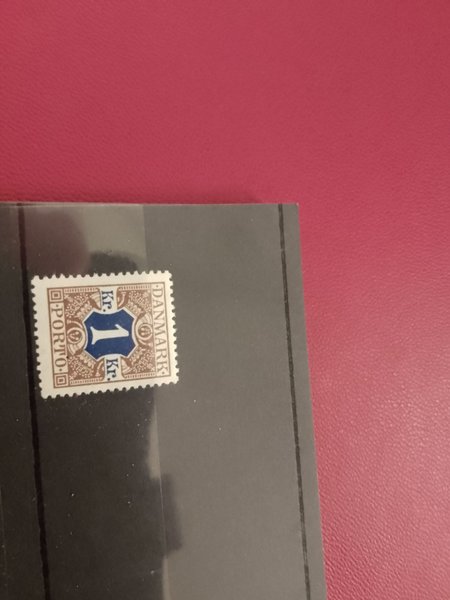 DANMARK
Kr. 1 Kr.
PORTO